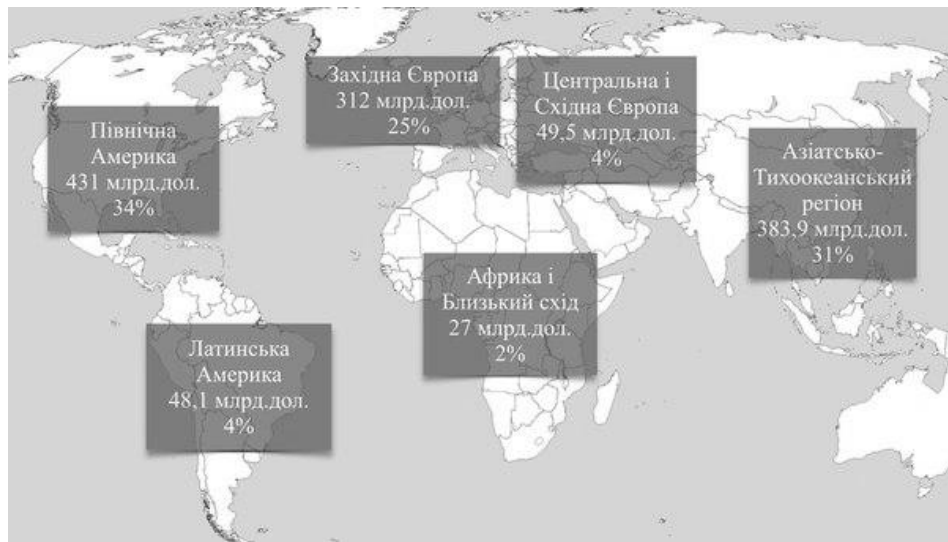 Північна
Америка
431 млрд.дол.
34%
Західна Європа
312 млрд.дол.
25%
Центральна і
Східна Європа
49,5 млрд.дол.
4%
Азіатсько-
Тихоокеанський
регіон
383,9 млрд.дол.
31%
Африка і
Близький схід
27 млрд.дол.
2%
Латинська
Америка
48,1 млрд.дол.
4%